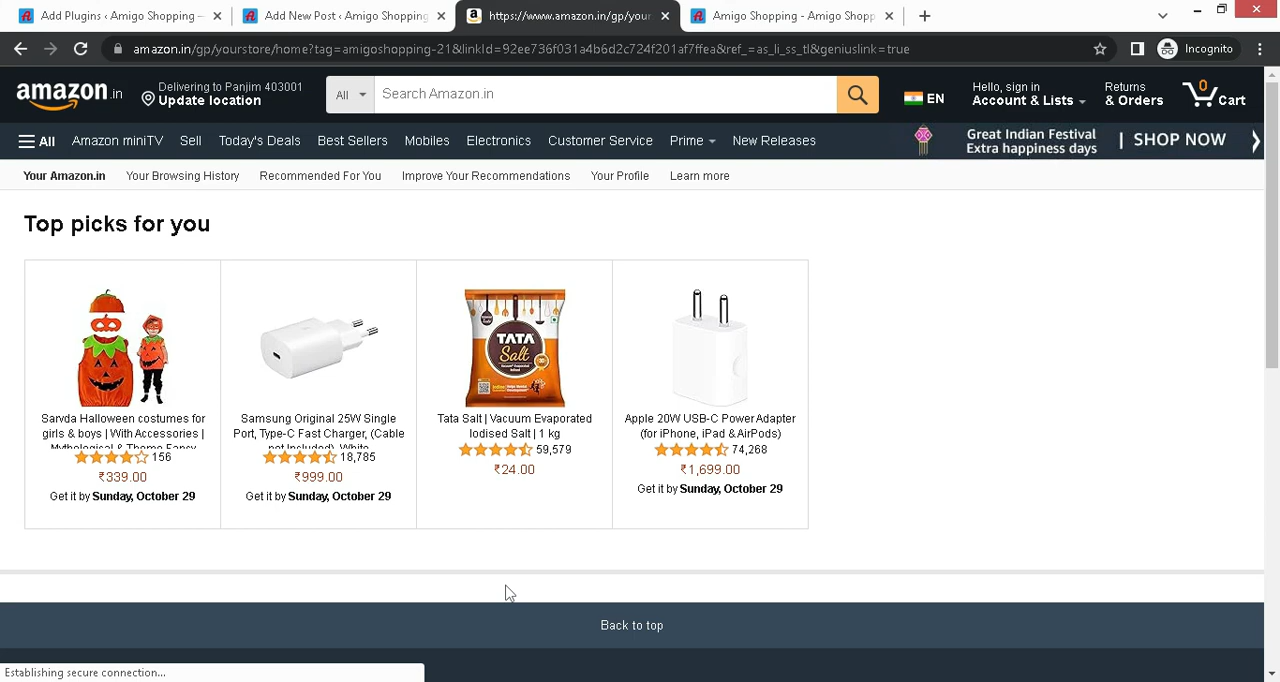 Add Plugins ‹ Amigo Shopping —
Add New Post ‹ Amigo Shopping
https://www.amazon.in/gp/your
Amigo Shopping - Amigo Shopp
amazon.in/gp/yourstore/home?tag=amigoshopping-21&linkId=92ee736f031a4b6d2c724f201af7ffea&ref_=as_li_ss_tl&geniuslink=true
Incognito
amazon.in
Delivering to Panjim 403001
Update location
All
Search Amazon.in
EN
Hello, sign in
Account & Lists
Returns
& Orders
0
Cart
All
Amazon miniTV
Sell
Today's Deals
Best Sellers
Mobiles
Electronics
Customer Service
Prime
New Releases
Great Indian Festival
Extra happiness days
| SHOP NOW
Your Amazon.in
Your Browsing History
Recommended For You
Improve Your Recommendations
Your Profile
Learn more
Top picks for you
TATA
Salt
Sarvda Halloween costumes for
girls & boys | With Accessories |
Mythological & Theme Fancy
156
₹339.00
Get it by Sunday, October 29
Samsung Original 25W Single
Port, Type-C Fast Charger, (Cable
not Included), White
18,785
₹999.00
Get it by Sunday, October 29
Tata Salt | Vacuum Evaporated
Iodised Salt | 1 kg
59,579
₹24.00
Apple 20W USB-C Power Adapter
(for iPhone, iPad & AirPods)
74,268
₹1,699.00
Get it by Sunday, October 29
Back to top
Establishing secure connection...